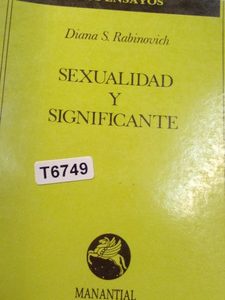 ENSAYOS
Diana S. Rabinovich
SEXUALIDAD
Y
SIGNIFICANTE
T6749
MANANTIAL